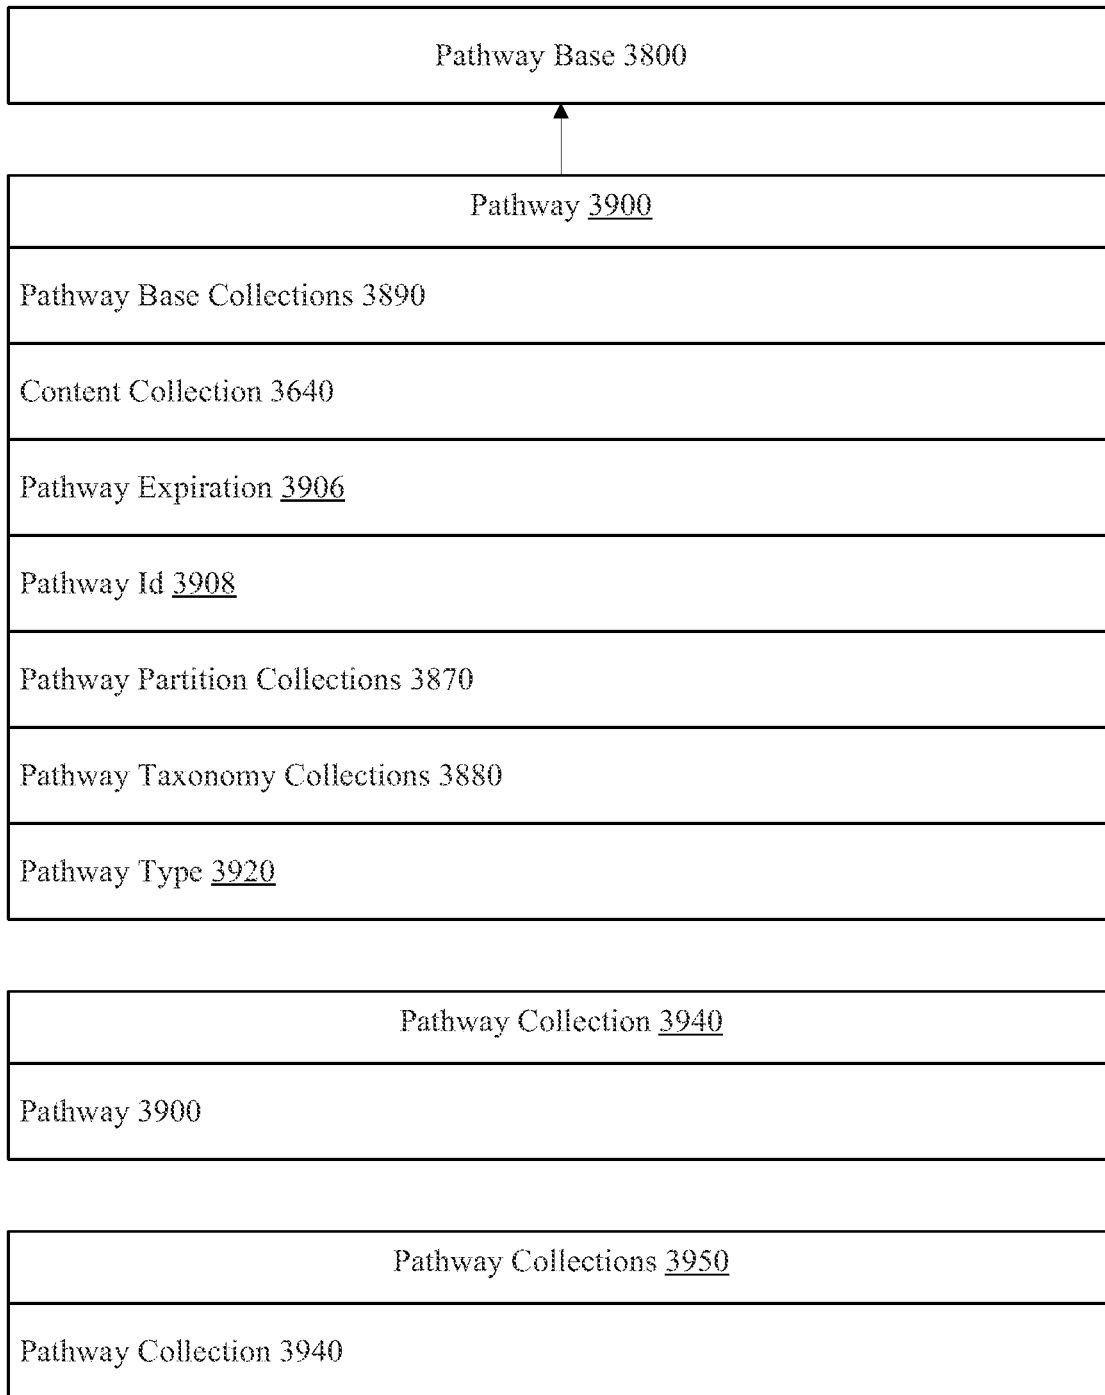 Pathway Base 3800
Pathway 3900
Pathway Base Collections 3890
Content Collection 3640
Pathway Expiration 3906
Pathway Id 3908
Pathway Partition Collections 3870
Pathway Taxonomy Collections 3880
Pathway Type 3920
Pathway Collection 3940
Pathway 3900
Pathway Collections 3950
Pathway Collection 3940